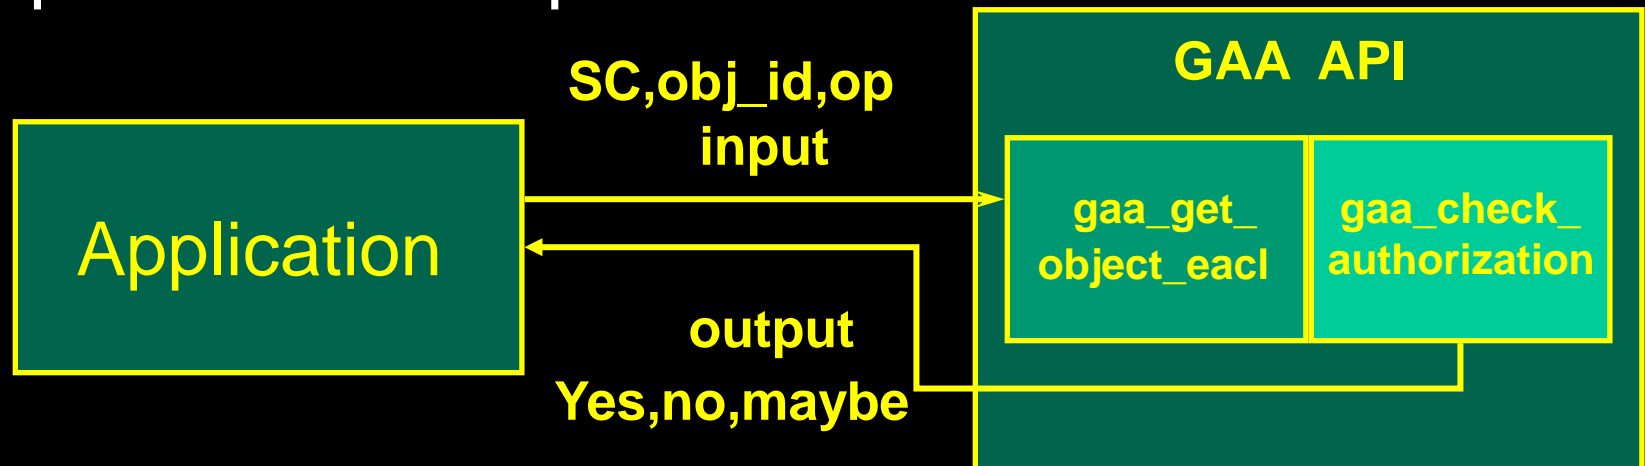 GAA API
SC,obj_id,op
input
Application
gaa_get_
object_eacl
gaa_check_
authorization
output
Yes,no,maybe